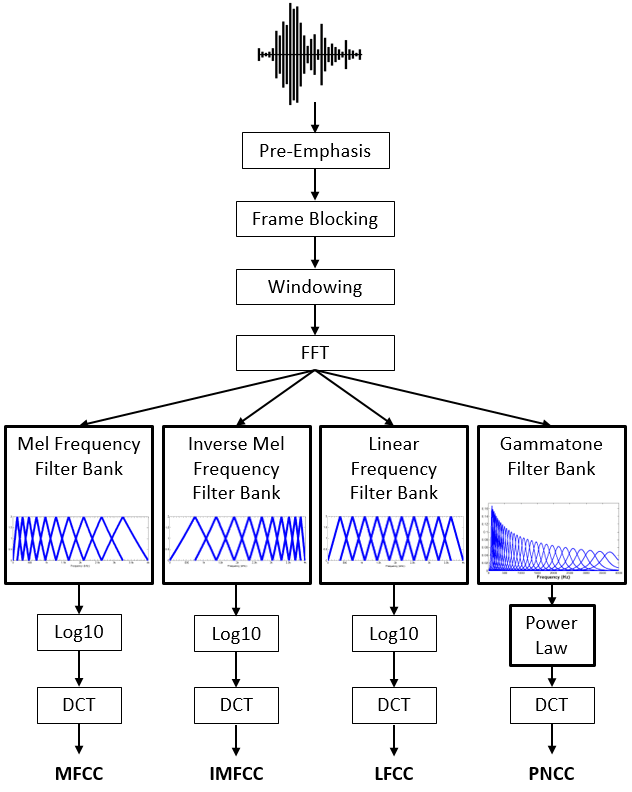 Pre-Emphasis
Frame Blocking
Windowing
FFT
Mel Frequency
Filter Bank
Inverse Mel
Frequency
Filter Bank
Linear
Frequency
Filter Bank
Gammatone
Filter Bank
Frequency (Hz)
Log10
Log10
Log10
Power
Law
DCT
DCT
DCT
DCT
MFCC
IMFCC
LFCC
PNCC